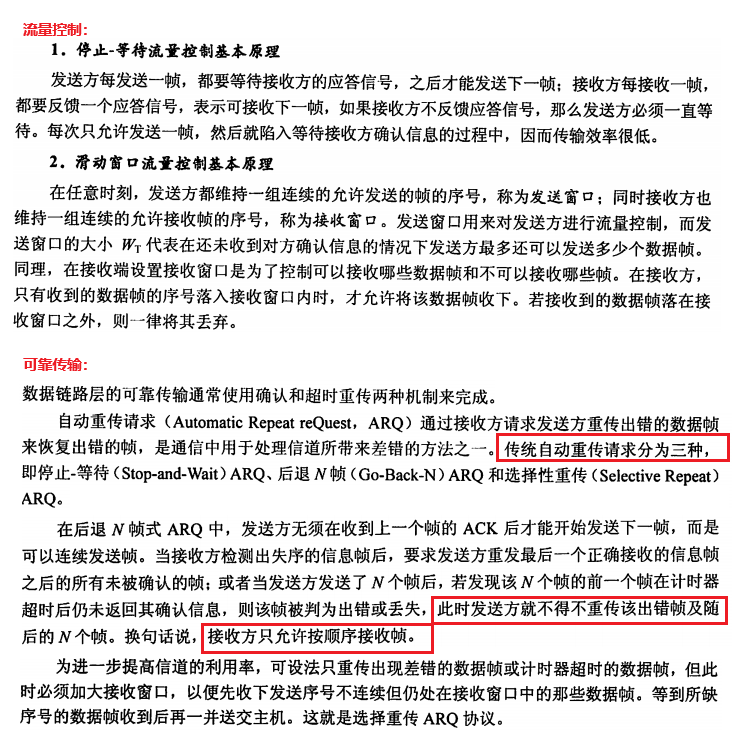 流量控制：
1．停止-等待流量控制基本原理
发送方每发送一帧，都要等待接收方的应答信号，之后才能发送下一帧；接收方每接收一帧，
都要反馈一个应答信号，表示可接收下一帧，如果接收方不反馈应答信号，那么发送方必须一直等
待。每次只允许发送一帧，然后就陷入等待接收方确认信息的过程中，因而传输效率很低。
2．滑动窗口流量控制基本原理
在任意时刻，发送方都维持一组连续的允许发送的帧的序号，称为发送窗口；同时接收方也
维持一组连续的允许接收帧的序号，称为接收窗口。发送窗口用来对发送方进行流量控制，而发
送窗口的大小 WT 代表在还未收到对方确认信息的情况下发送方最多还可以发送多少个数据帧。
同理，在接收端设置接收窗口是为了控制可以接收哪些数据帧和不可以接收哪些帧。在接收方，
只有收到的数据帧的序号落入接收窗口内时，才允许将该数据帧收下。若接收到的数据帧落在接
收窗口之外，则一律将其丢弃。
可靠传输：
数据链路层的可靠传输通常使用确认和超时重传两种机制来完成。
自动重传请求（Automatic Repeat reQuest，ARQ）通过接收方请求发送方重传出错的数据帧
来恢复出错的帧，是通信中用于处理信道所带来差错的方法之一。传统自动重传请求分为三种，
即停止-等待（Stop-and-Wait）ARQ、后退 N 帧（Go-Back-N）ARQ 和选择性重传（Selective Repeat）
ARQ。
在后退 N 帧式 ARQ 中，发送方无须在收到上一个帧的 ACK 后才能开始发送下一帧，而是
可以连续发送帧。当接收方检测出失序的信息帧后，要求发送方重发最后一个正确接收的信息帧
之后的所有未被确认的帧；或者当发送方发送了 N 个帧后，若发现该 N 个帧的前一个帧在计时器
超时后仍未返回其确认信息，则该帧被判为出错或丢失，此时发送方就不得不重传该出错帧及随
后的 N 个帧。换句话说，接收方只允许按顺序接收帧。
为进一步提高信道的利用率，可设法只重传出现差错的数据帧或计时器超时的数据帧，但此
时必须加大接收窗口，以便先收下发送序号不连续但仍处在接收窗口中的那些数据帧。等到所缺
序号的数据帧收到后再一并送交主机。这就是选择重传 ARQ 协议。